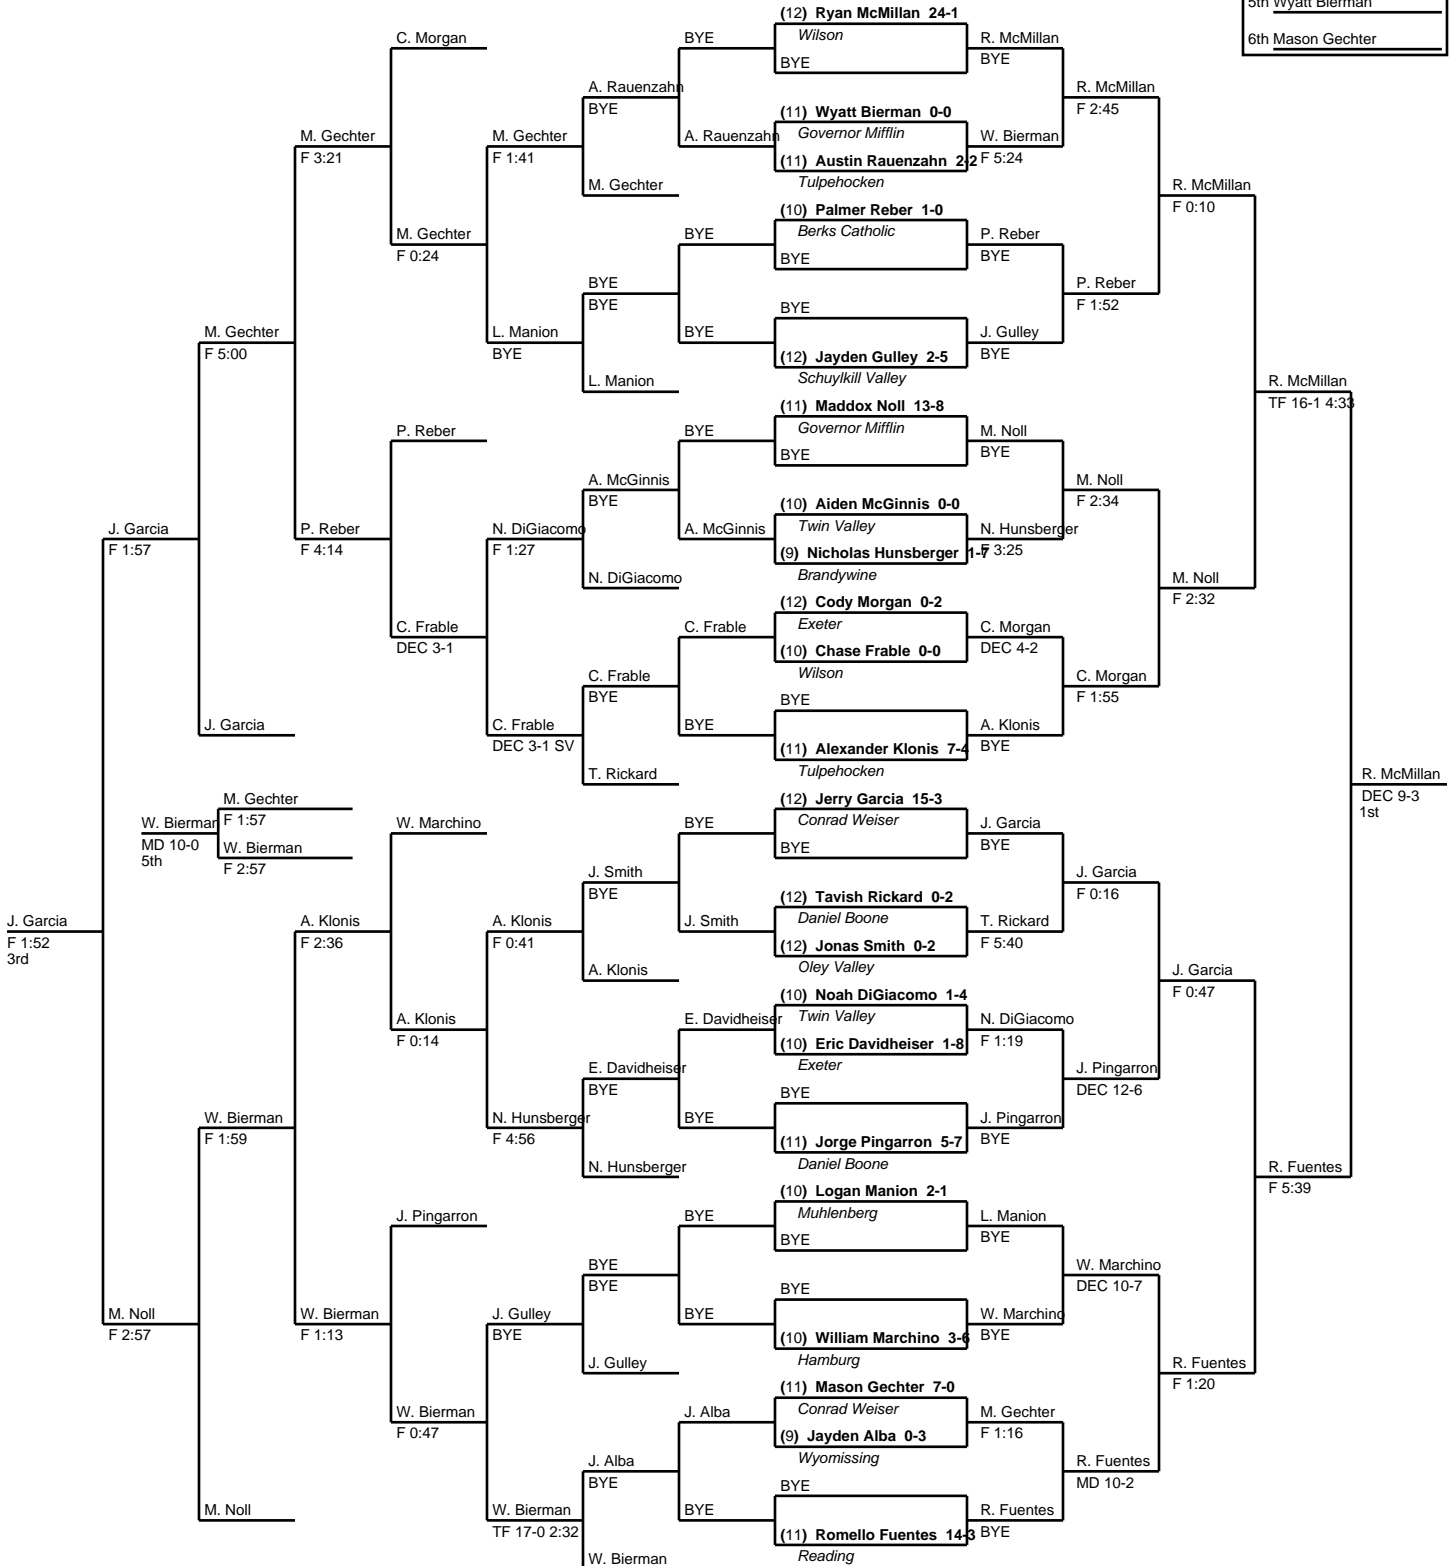 5th Wyatt Bierman
6th Mason Gechter
(12) Ryan McMillan 24-1
Wilson
BYE
(11) Wyatt Bierman 0-0
Governor Mifflin
(11) Austin Rauenzahn 2-2
Tulpehocken
(10) Palmer Reber 1-0
Berks Catholic
BYE
BYE
(12) Jayden Gulley 2-5
Schuylkill Valley
(11) Maddox Noll 13-8
Governor Mifflin
BYE
(10) Aiden McGinnis 0-0
Twin Valley
(9) Nicholas Hunsberger 1-7
Brandywine
(12) Cody Morgan 0-2
Exeter
(10) Chase Frable 0-0
Wilson
BYE
(11) Alexander Klonis 7-4
Tulpehocken
(12) Jerry Garcia 15-3
Conrad Weiser
BYE
(12) Tavish Rickard 0-2
Daniel Boone
(12) Jonas Smith 0-2
Oley Valley
(10) Noah DiGiacomo 1-4
Twin Valley
(10) Eric Davidheiser 1-8
Exeter
BYE
(11) Jorge Pingarron 5-7
Daniel Boone
(10) Logan Manion 2-1
Muhlenberg
BYE
BYE
(10) William Marchino 3-6
Hamburg
(11) Mason Gechter 7-0
Conrad Weiser
(9) Jayden Alba 0-3
Wyomissing
BYE
(11) Romello Fuentes 14-3
Reading
R. McMillan
BYE
W. Bierman
F 5:24
P. Reber
BYE
J. Gulley
BYE
M. Noll
BYE
N. Hunsberger
F 3:25
C. Morgan
DEC 4-2
A. Klonis
BYE
J. Garcia
BYE
T. Rickard
F 5:40
N. DiGiacomo
F 1:19
J. Pingarron
BYE
L. Manion
BYE
W. Marchino
BYE
M. Gechter
F 1:16
R. Fuentes
BYE
R. McMillan
F 2:45
P. Reber
F 1:52
M. Noll
F 2:34
C. Morgan
F 1:55
J. Garcia
F 0:16
J. Pingarron
DEC 12-6
W. Marchino
DEC 10-7
R. Fuentes
MD 10-2
R. McMillan
F 0:10
M. Noll
F 2:32
J. Garcia
F 0:47
R. Fuentes
F 1:20
R. McMillan
TF 16-1 4:33
R. Fuentes
F 5:39
R. McMillan
DEC 9-3
1st
BYE
A. Rauenzahn
BYE
BYE
BYE
A. McGinnis
C. Frable
BYE
BYE
J. Smith
E. Davidheiser
BYE
BYE
BYE
J. Alba
BYE
A. Rauenzahn
BYE
M. Gechter
BYE
BYE
L. Manion
A. McGinnis
BYE
N. DiGiacomo
C. Frable
BYE
T. Rickard
J. Smith
BYE
A. Klonis
E. Davidheiser
BYE
N. Hunsberger
BYE
BYE
J. Gulley
J. Alba
BYE
W. Bierman
M. Gechter
F 1:41
L. Manion
BYE
N. DiGiacomo
F 1:27
C. Frable
DEC 3-1 SV
A. Klonis
F 0:41
N. Hunsberger
F 4:56
J. Gulley
BYE
W. Bierman
TF 17-0 2:32
C. Morgan
M. Gechter
F 0:24
P. Reber
C. Frable
DEC 3-1
W. Marchino
A. Klonis
F 0:14
J. Pingarron
W. Bierman
F 0:47
M. Gechter
F 3:21
P. Reber
F 4:14
A. Klonis
F 2:36
W. Bierman
F 1:13
M. Gechter
F 5:00
J. Garcia
W. Bierman
F 1:59
M. Noll
J. Garcia
F 1:57
M. Noll
F 2:57
J. Garcia
F 1:52
3rd
M. Gechter
F 1:57
W. Bierman
F 2:57
W. Bierman
MD 10-0
5th